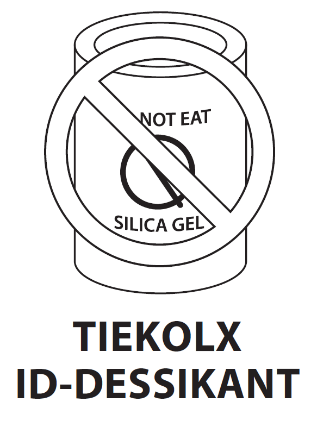 NOT EAT
SILICA GEL
TIEKOLX
ID-DESSIKANT